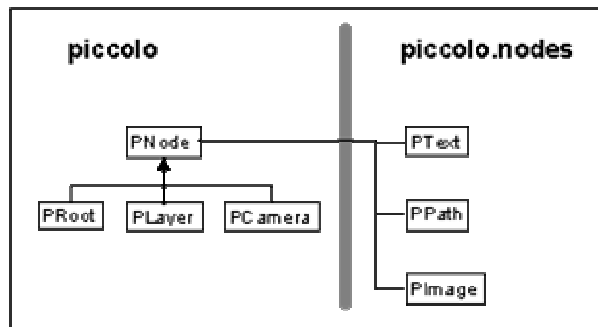 piccolo
piccolo.nodes
PNode
PText
PRoot
PLayer
PCamera
PPath
PImage